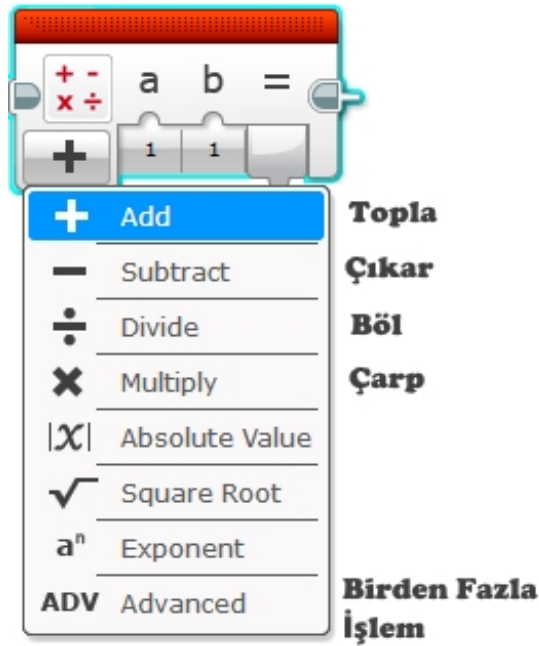 + -
x ÷
a b =
+ 1 1
+ Add Topla
− Subtract Çıkar
÷ Divide Böl
× Multiply Çarp
|x| Absolute Value
√ Square Root
aⁿ Exponent
ADV Advanced Birden Fazla
İşlem